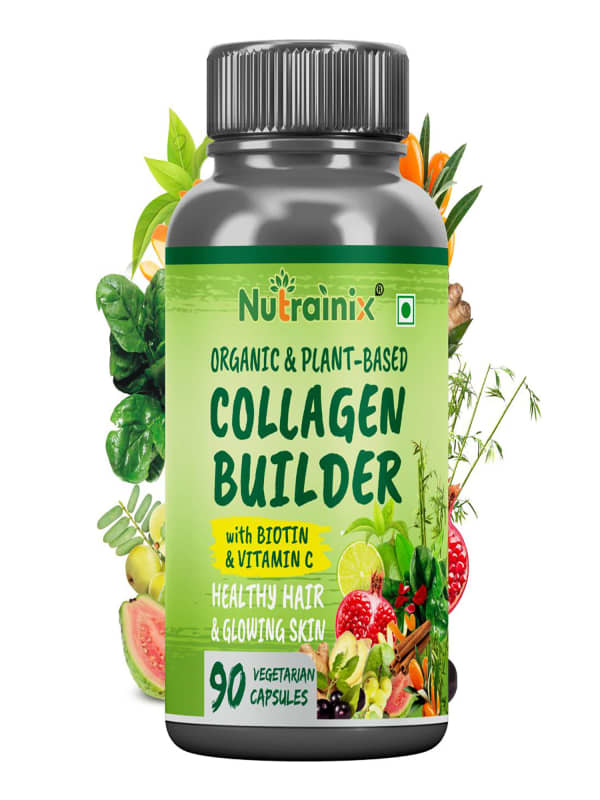 Nutrainix®
ORGANIC & PLANT-BASED
COLLAGEN
BUILDER
with BIOTIN
& VITAMIN C
HEALTHY HAIR
& GLOWING SKIN
90 VEGETARIAN
CAPSULES